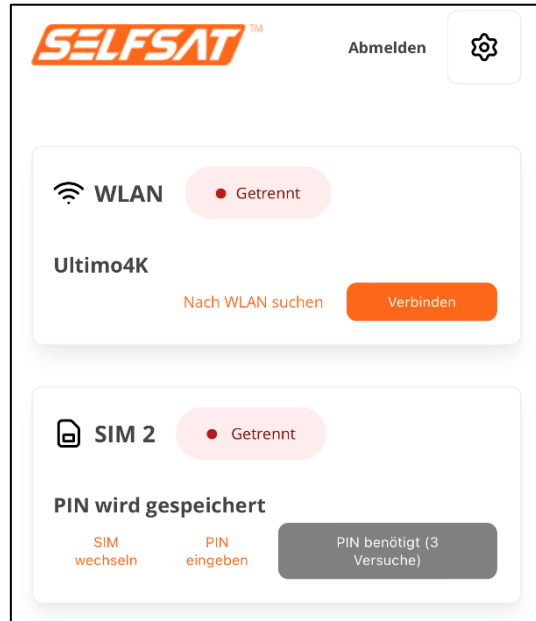 SELFSAT™
Abmelden
WLAN
Getrennt
Ultimo4K
Nach WLAN suchen
Verbinden
SIM 2
Getrennt
PIN wird gespeichert
SIM
wechseln
PIN
eingeben
PIN benötigt (3
Versuche)